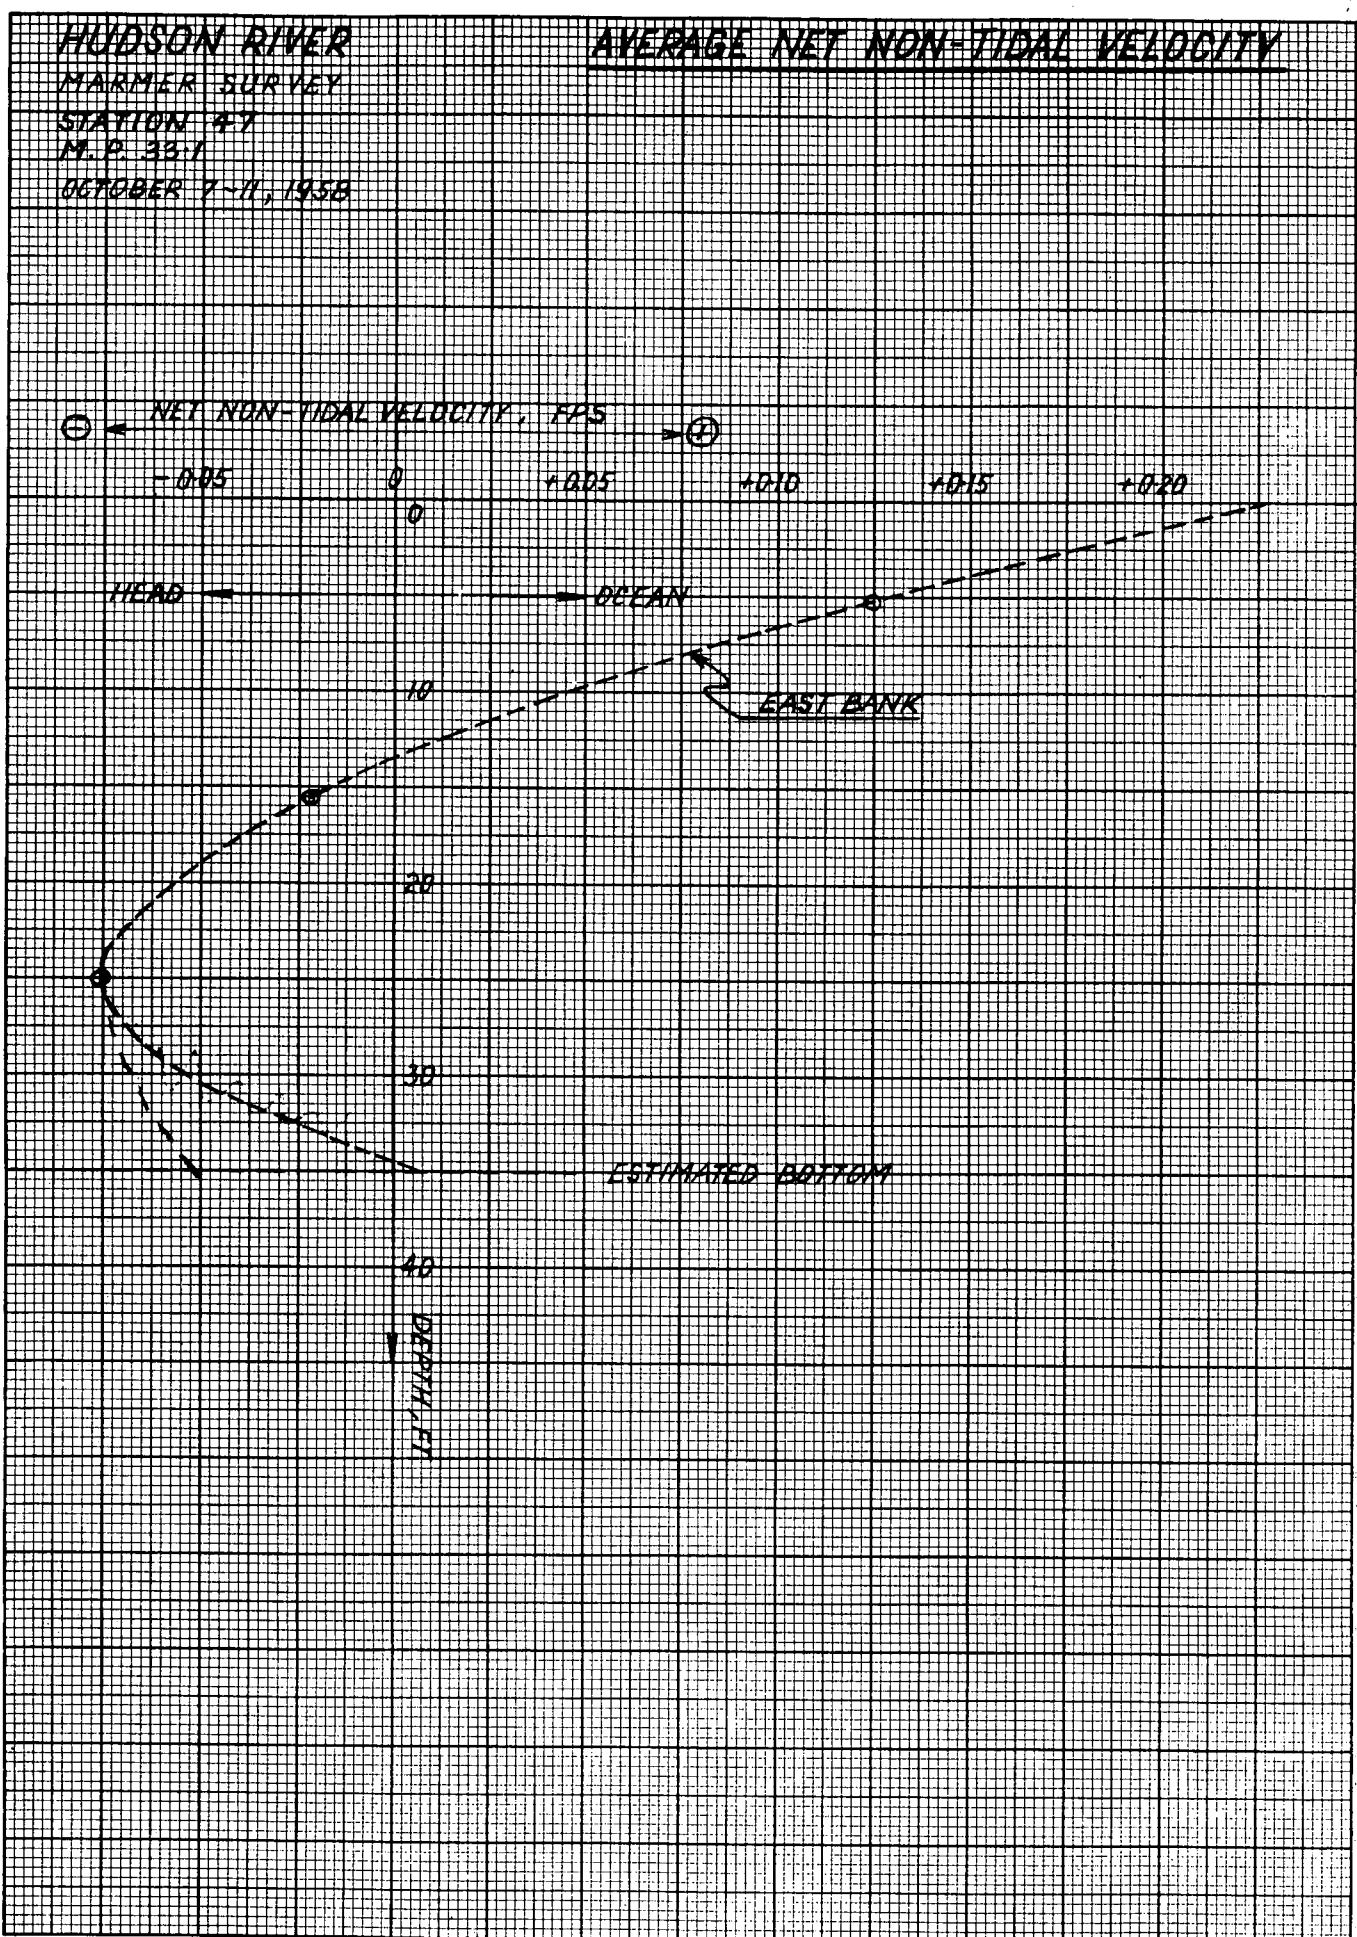 HUDSON RIVER
AVERAGE NET NON-TIDAL VELOCITY
MARMER SURVEY
STATION 47
M.P. 33.1
OCTOBER 7-11, 1958
NET NON-TIDAL VELOCITY, FPS
- +
-0.05 0 +0.05 +0.10 +0.15 +0.20
0
HEAD OCEAN
10
EAST BANK
20
30
ESTIMATED BOTTOM
40
DEPTH, FT